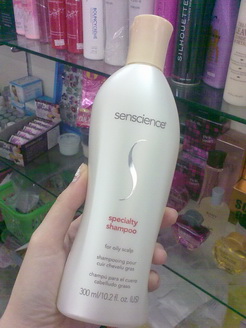 SILHOUETTE
senscience
specialty
shampoo
for oily scalp
shampooing pour
cuir chevelu gras
champú para el cuero
cabelludo graso
300 ml/10.2 fl. oz. (US)